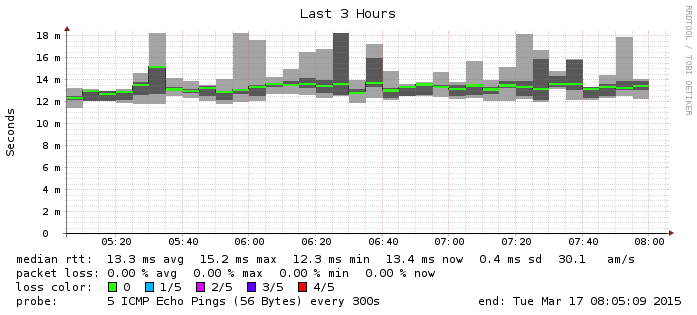 Last 3 Hours
RRDTOOL / TOBI OETIKER
Seconds
18 m
16 m
14 m
12 m
10 m
8 m
6 m
4 m
2 m
0
05:20 05:40 06:00 06:20 06:40 07:00 07:20 07:40 08:00
median rtt: 13.3 ms avg 15.2 ms max 12.3 ms min 13.4 ms now 0.4 ms sd 30.1 am/s
packet loss: 0.00 % avg 0.00 % max 0.00 % min 0.00 % now
loss color: 0 1/5 2/5 3/5 4/5
probe: 5 ICMP Echo Pings (56 Bytes) every 300s end: Tue Mar 17 08:05:09 2015